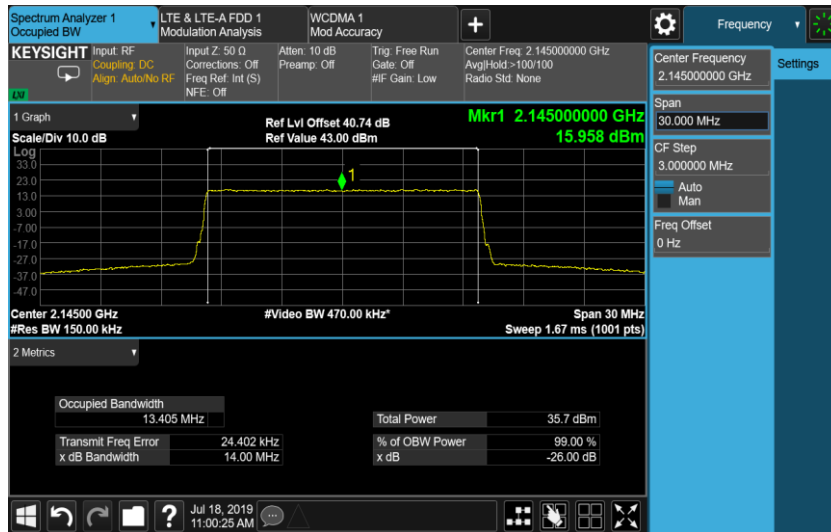 Spectrum Analyzer 1
Occupied BW
LTE & LTE-A FDD 1
Modulation Analysis
WCDMA 1
Mod Accuracy
+
Frequency
KEYSIGHT
LXI
Input: RF
Coupling: DC
Align: Auto/No RF
Input Z: 50 Ω
Corrections: Off
Freq Ref: Int (S)
NFE: Off
Atten: 10 dB
Preamp: Off
Trig: Free Run
Gate: Off
#IF Gain: Low
Center Freq: 2.145000000 GHz
Avg|Hold:>100/100
Radio Std: None
Center Frequency
2.145000000 GHz
Settings
Span
30.000 MHz
CF Step
3.000000 MHz
Auto
Man
Freq Offset
0 Hz
1 Graph
Scale/Div 10.0 dB
Ref Lvl Offset 40.74 dB
Ref Value 43.00 dBm
Mkr1 2.145000000 GHz
15.958 dBm
Log
33.0
23.0
13.0
3.00
-7.00
-17.0
-27.0
-37.0
-47.0
1
Center 2.14500 GHz
#Res BW 150.00 kHz
#Video BW 470.00 kHz*
Span 30 MHz
Sweep 1.67 ms (1001 pts)
2 Metrics
Occupied Bandwidth
13.405 MHz
Transmit Freq Error 24.402 kHz
x dB Bandwidth 14.00 MHz
Total Power 35.7 dBm
% of OBW Power 99.00 %
x dB -26.00 dB
?
Jul 18, 2019
11:00:25 AM